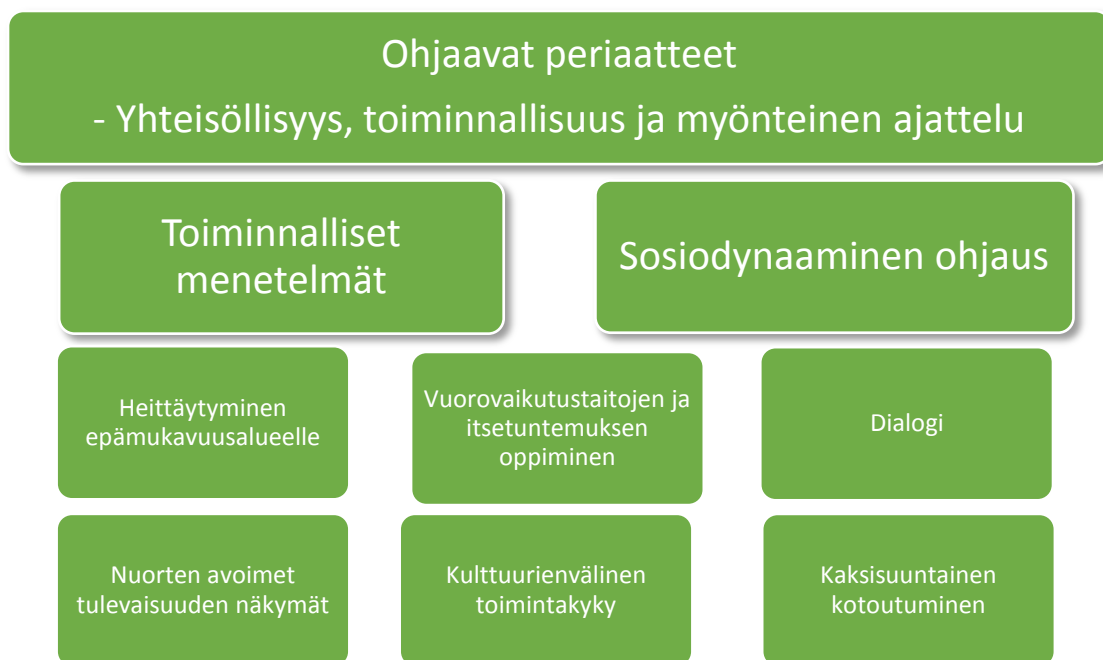 Ohjaavat periaatteet
- Yhteisöllisyys, toiminnallisuus ja myönteinen ajattelu
Toiminnalliset
menetelmät
Sosiodynaaminen ohjaus
Heittäytyminen
epämukavuusalueelle
Vuorovaikutustaitojen ja
itsetuntemuksen
oppiminen
Dialogi
Nuorten avoimet
tulevaisuuden näkymät
Kulttuurienvälinen
toimintakyky
Kaksisuuntainen
kotoutuminen